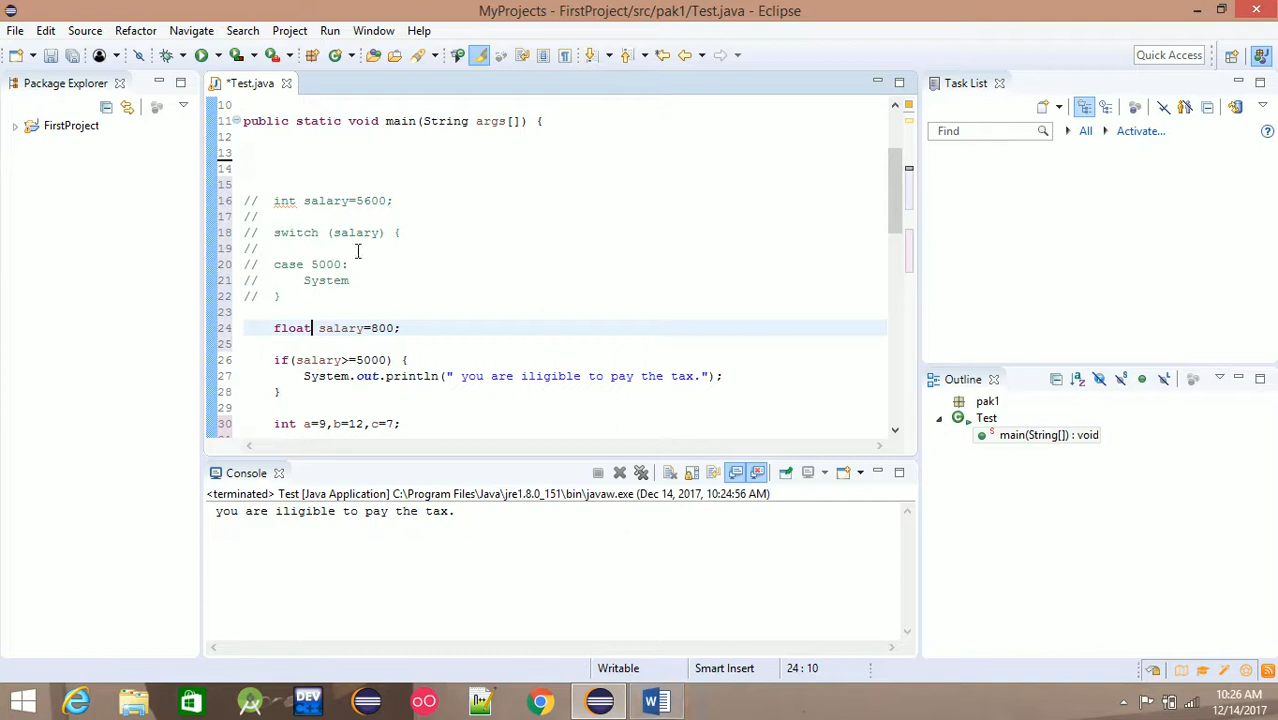 MyProjects - FirstProject/src/pak1/Test.java - Eclipse
File Edit Source Refactor Navigate Search Project Run Window Help
Quick Access
Package Explorer
*Test.java
Task List
FirstProject
Find
All
Activate...
10
11 public static void main(String args[]) {
12
13
14
15
16 // int salary=5600;
17 //
18 // switch (salary) {
19 //
20 // case 5000:
21 // System
22 // }
23
24 float salary=800;
25
26 if(salary>=5000) {
27 System.out.println(" you are iligible to pay the tax.");
28 }
29
30 int a=9,b=12,c=7;
Outline
pak1
Test
main(String[]) : void
Console
<terminated> Test [Java Application] C:\Program Files\Java\jre1.8.0_151\bin\javaw.exe (Dec 14, 2017, 10:24:56 AM)
you are iligible to pay the tax.
Writable
Smart Insert
24 : 10
DEV
10:26 AM
12/14/2017